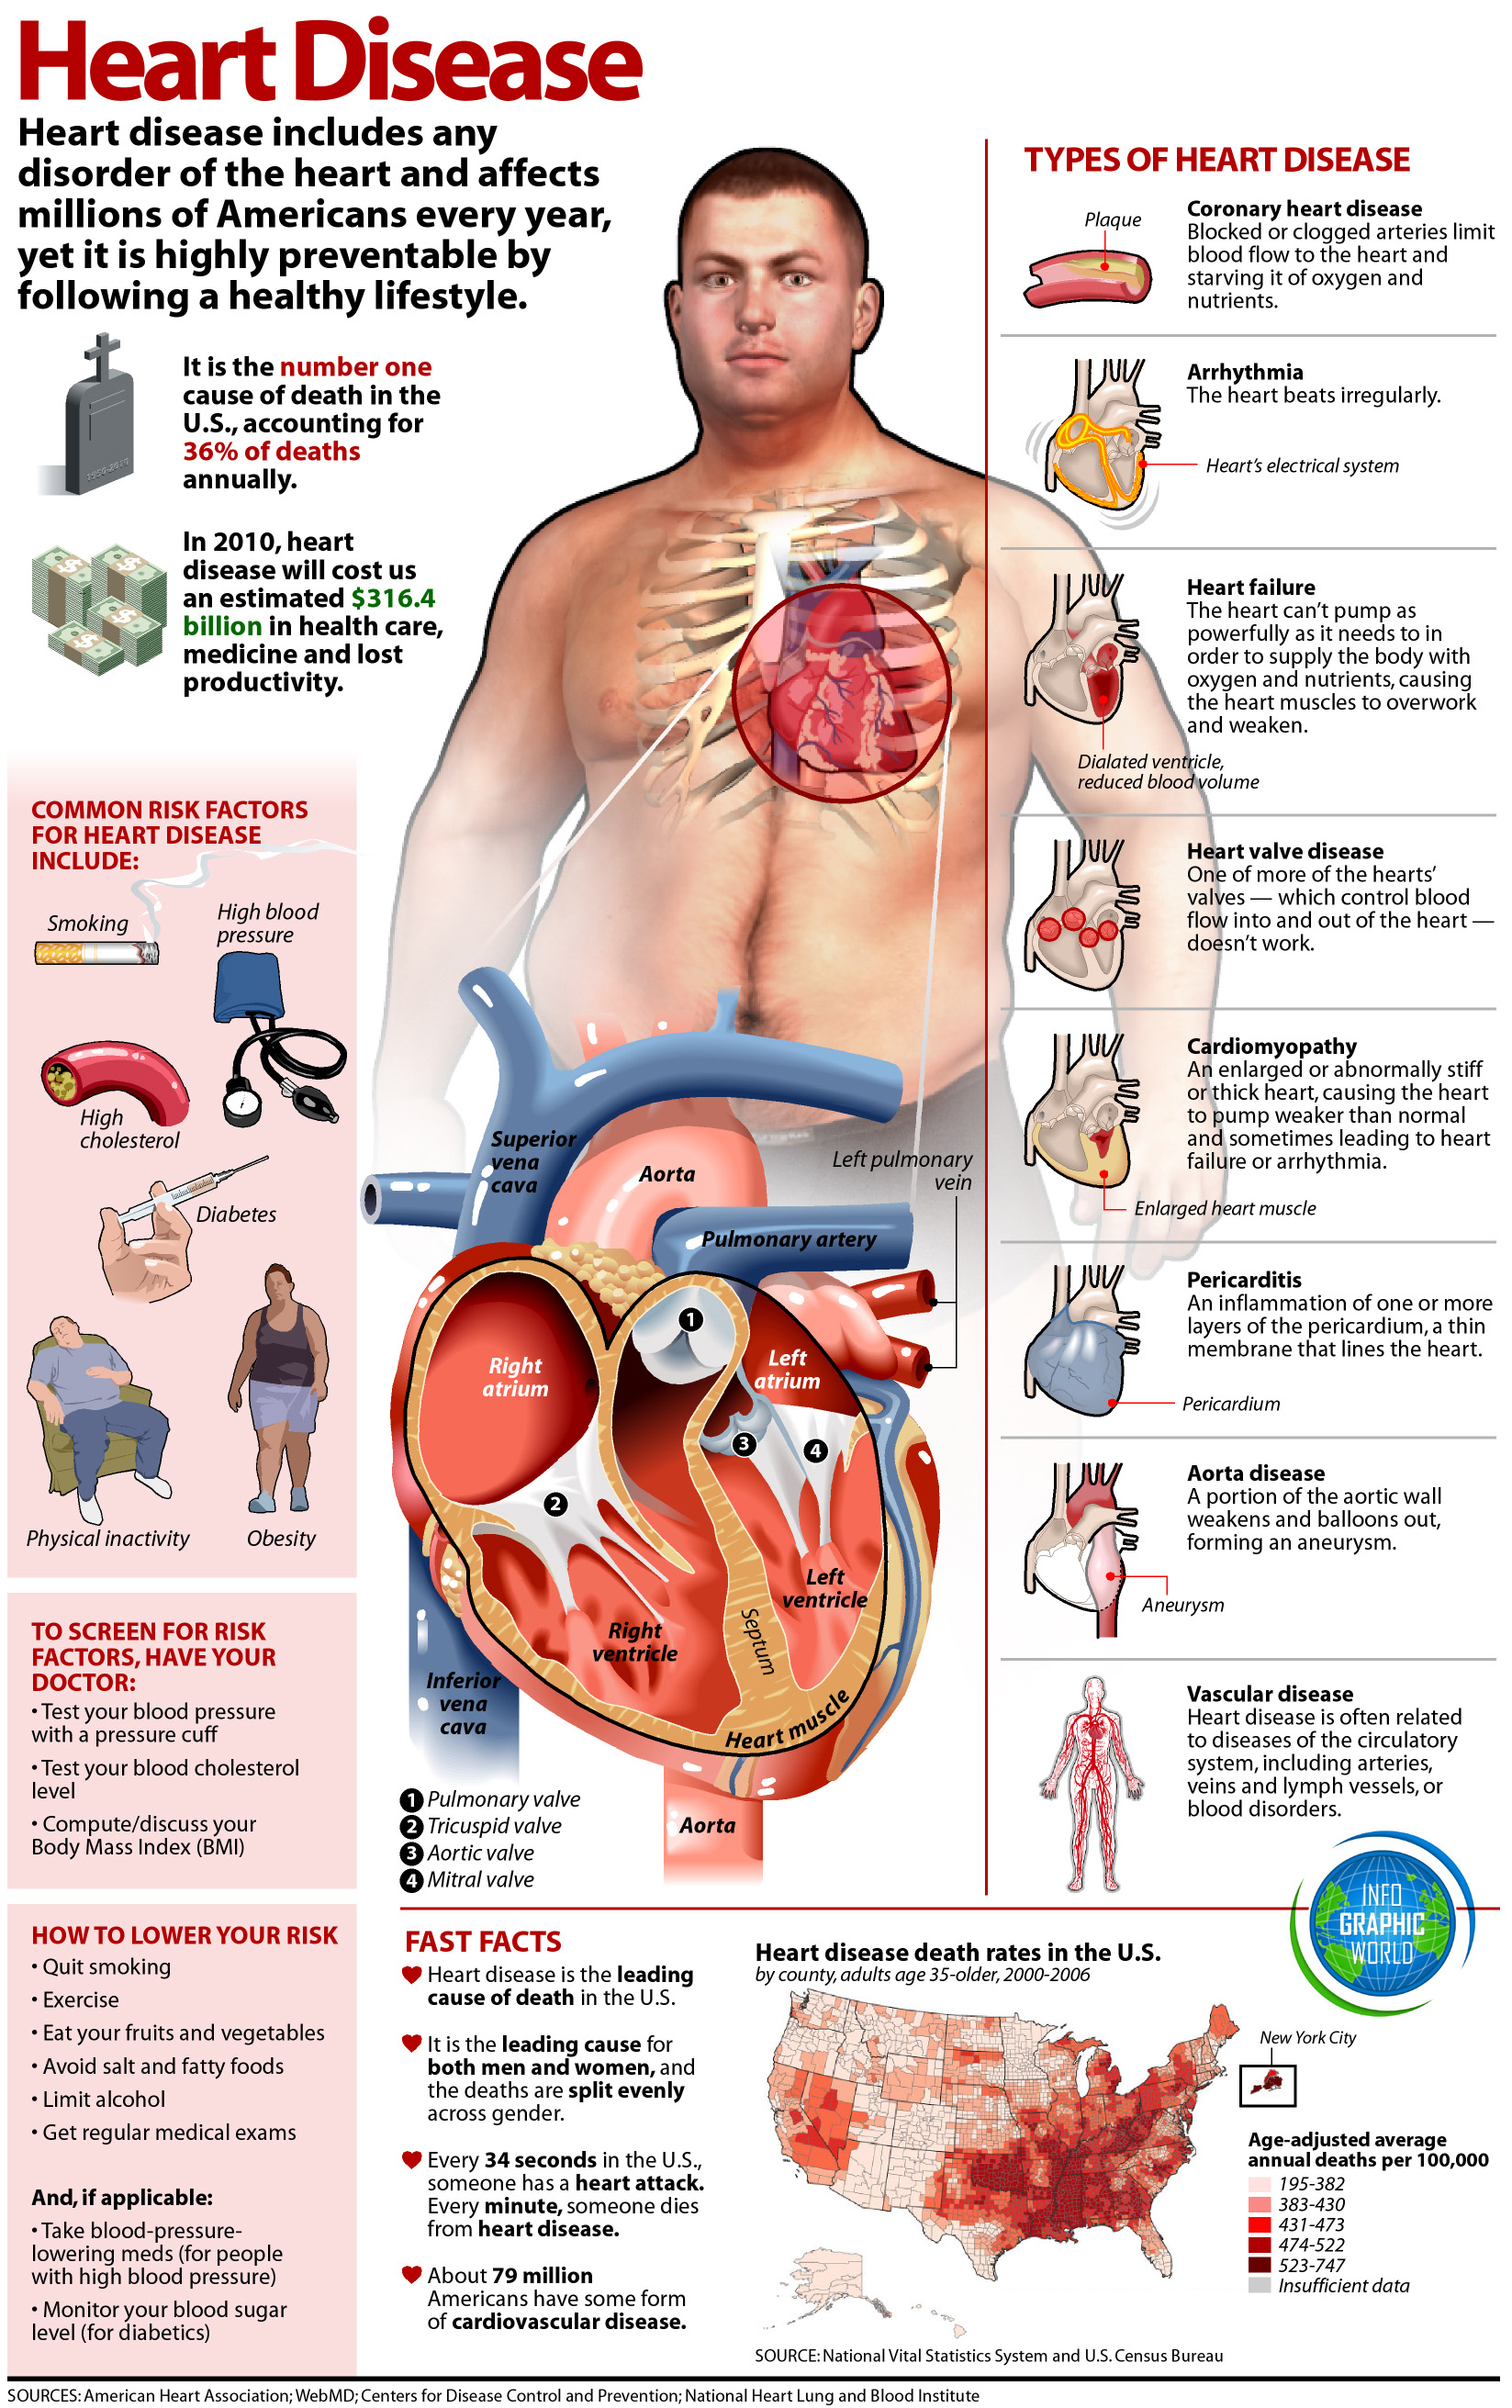 Heart Disease
Heart disease includes any
disorder of the heart and affects
millions of Americans every year,
yet it is highly preventable by
following a healthy lifestyle.
It is the number one
cause of death in the
U.S., accounting for
36% of deaths
annually.
1950-2010
In 2010, heart
disease will cost us
an estimated $316.4
billion in health care,
medicine and lost
productivity.
COMMON RISK FACTORS
FOR HEART DISEASE
INCLUDE:
Smoking
High blood
pressure
High
cholesterol
Diabetes
Physical inactivity
Obesity
TO SCREEN FOR RISK
FACTORS, HAVE YOUR
DOCTOR:
• Test your blood pressure
with a pressure cuff
• Test your blood cholesterol
level
• Compute/discuss your
Body Mass Index (BMI)
HOW TO LOWER YOUR RISK
• Quit smoking
• Exercise
• Eat your fruits and vegetables
• Avoid salt and fatty foods
• Limit alcohol
• Get regular medical exams
And, if applicable:
• Take blood-pressure-
lowering meds (for people
with high blood pressure)
• Monitor your blood sugar
level (for diabetics)
Superior
vena
cava
Aorta
Left pulmonary
vein
Pulmonary artery
1
Right
atrium
Left
atrium
3
4
2
Left
ventricle
Right
ventricle
Septum
Inferior
vena
cava
Heart muscle
Aorta
1 Pulmonary valve
2 Tricuspid valve
3 Aortic valve
4 Mitral valve
TYPES OF HEART DISEASE
Plaque
Coronary heart disease
Blocked or clogged arteries limit
blood flow to the heart and
starving it of oxygen and
nutrients.
Arrhythmia
The heart beats irregularly.
Heart's electrical system
Heart failure
The heart can't pump as
powerfully as it needs to in
order to supply the body with
oxygen and nutrients, causing
the heart muscles to overwork
and weaken.
Dialated ventricle,
reduced blood volume
Heart valve disease
One of more of the hearts'
valves — which control blood
flow into and out of the heart —
doesn't work.
Cardiomyopathy
An enlarged or abnormally stiff
or thick heart, causing the heart
to pump weaker than normal
and sometimes leading to heart
failure or arrhythmia.
Enlarged heart muscle
Pericarditis
An inflammation of one or more
layers of the pericardium, a thin
membrane that lines the heart.
Pericardium
Aorta disease
A portion of the aortic wall
weakens and balloons out,
forming an aneurysm.
Aneurysm
Vascular disease
Heart disease is often related
to diseases of the circulatory
system, including arteries,
veins and lymph vessels, or
blood disorders.
INFO
GRAPHIC
WORLD
FAST FACTS
Heart disease is the leading
cause of death in the U.S.
It is the leading cause for
both men and women, and
the deaths are split evenly
across gender.
Every 34 seconds in the U.S.,
someone has a heart attack.
Every minute, someone dies
from heart disease.
About 79 million
Americans have some form
of cardiovascular disease.
Heart disease death rates in the U.S.
by county, adults age 35-older, 2000-2006
New York City
Age-adjusted average
annual deaths per 100,000
195-382
383-430
431-473
474-522
523-747
Insufficient data
SOURCE: National Vital Statistics System and U.S. Census Bureau
SOURCES: American Heart Association; WebMD; Centers for Disease Control and Prevention; National Heart Lung and Blood Institute